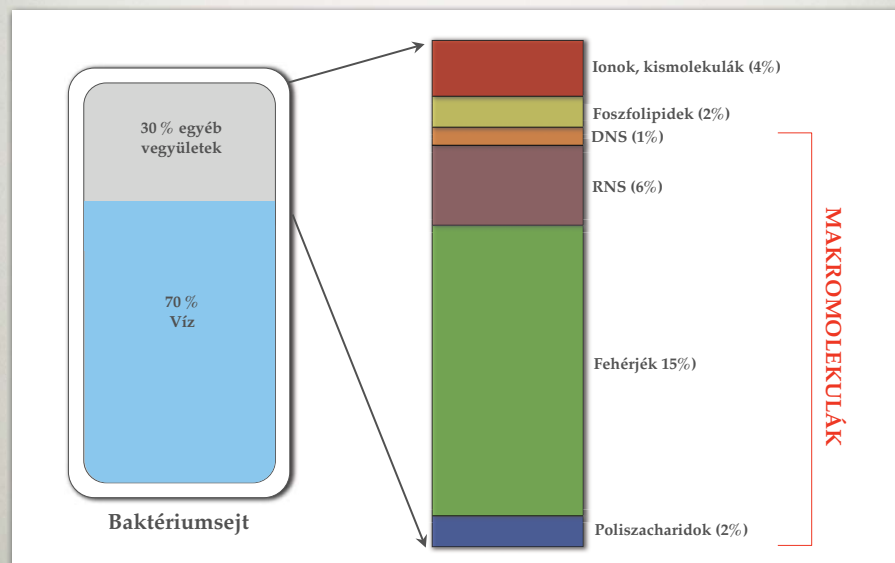 30 % egyéb
vegyületek
70 %
Víz
Baktériumsejt
Ionok, kismolekulák (4%)
Foszfolipidek (2%)
DNS (1%)
RNS (6%)
Fehérjék 15%)
Poliszacharidok (2%)
MAKROMOLEKULÁK